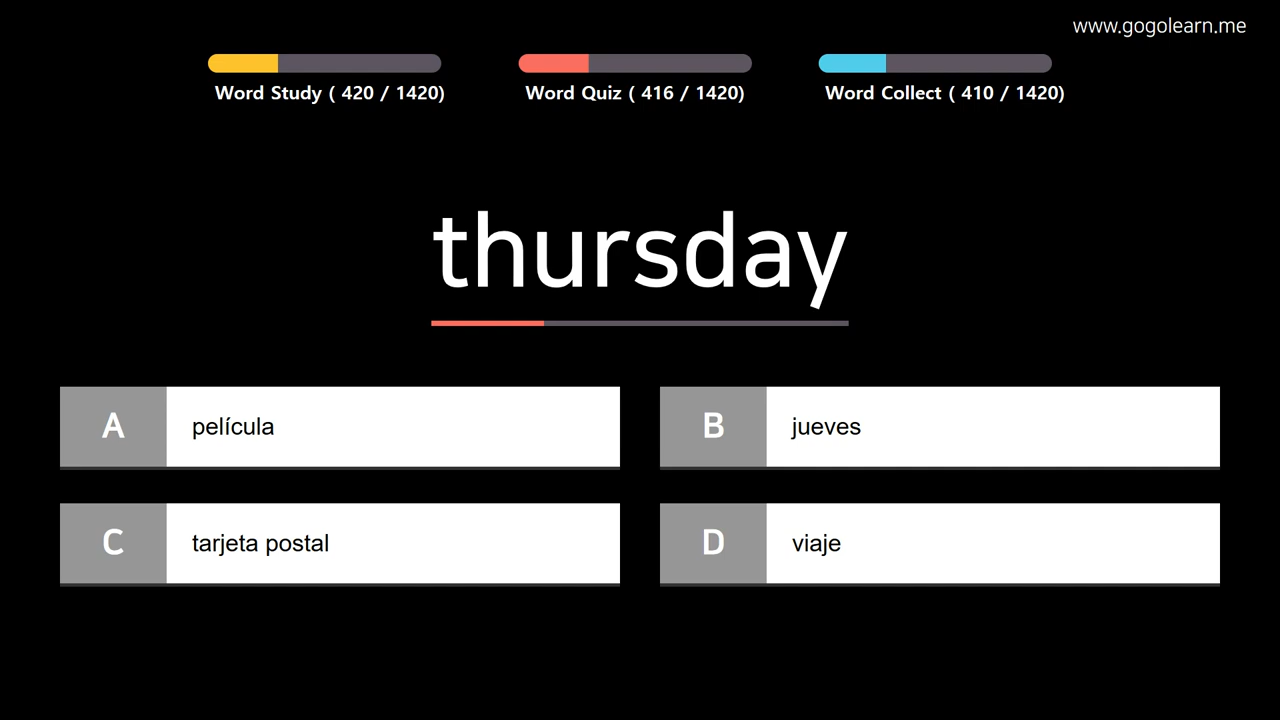 www.gogolearn.me
Word Study ( 420 / 1420)
Word Quiz ( 416 / 1420)
Word Collect ( 410 / 1420)
thursday
A
película
B
jueves
C
tarjeta postal
D
viaje